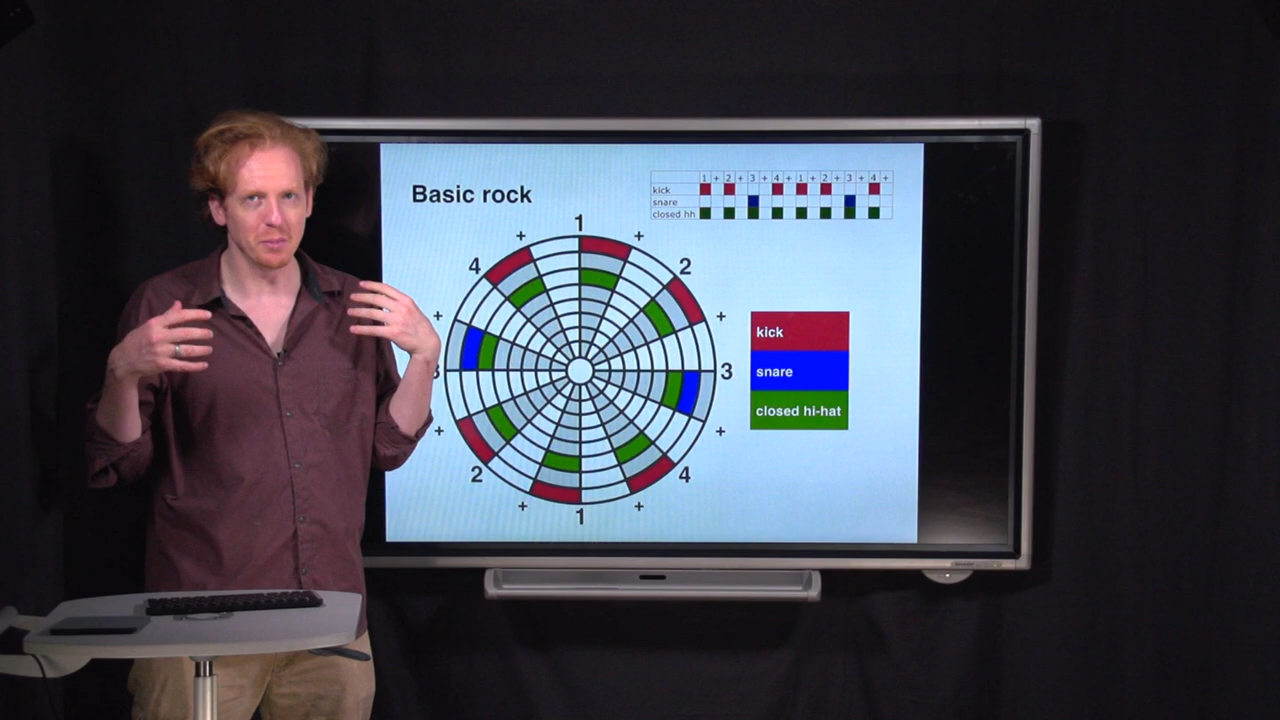 Basic rock
1 + 2 + 3 + 4 + 1 + 2 + 3 + 4 +
kick
snare
closed hh
1
+ +
4 2
+ +
3 3
+ +
2 4
+ +
1
kick
snare
closed hi-hat